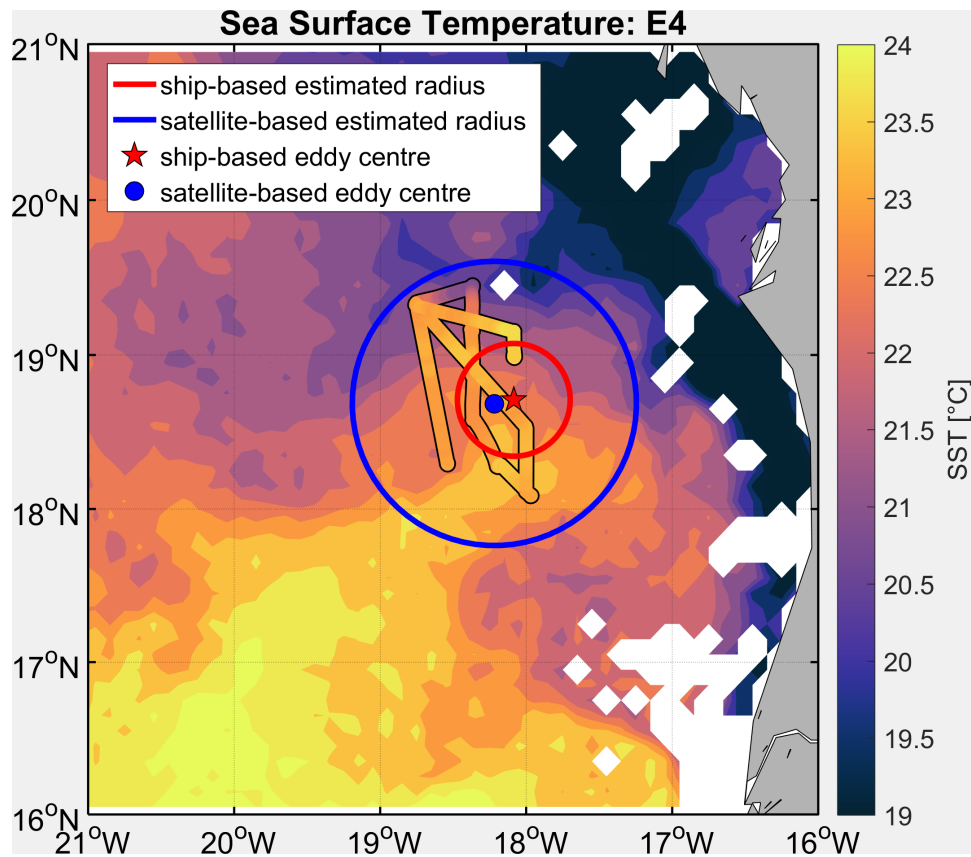 Sea Surface Temperature: E4
21°N
20°N
19°N
18°N
17°N
16°N
ship-based estimated radius
satellite-based estimated radius
ship-based eddy centre
satellite-based eddy centre
21°W
20°W
19°W
18°W
17°W
16°W
24
23.5
23
22.5
22
21.5
21
20.5
20
19.5
19
SST [°C]